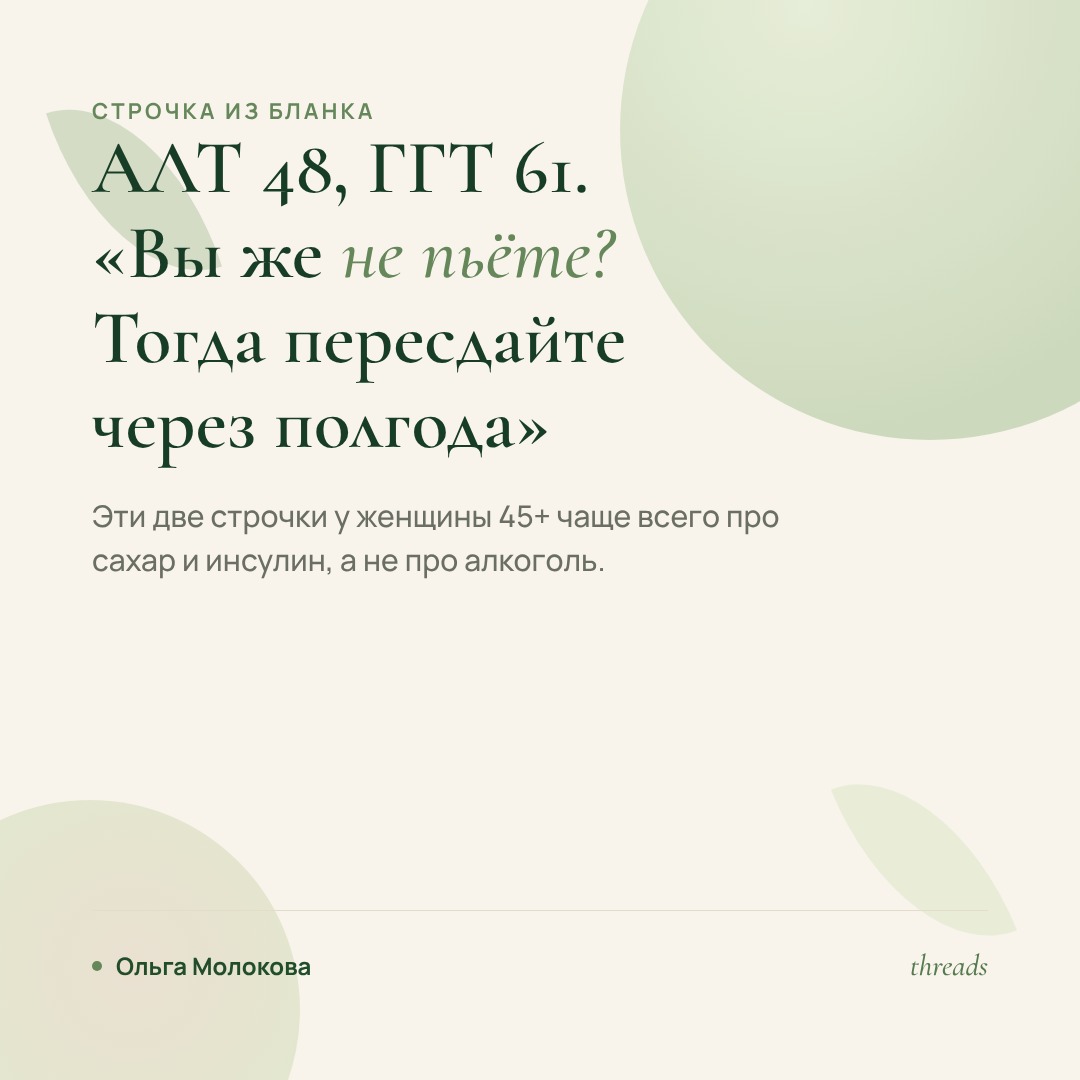 СТРОЧКА ИЗ БЛАНКА
АЛТ 48, ГГТ 61.
«Вы же не пьёте?
Тогда пересдайте
через полгода»
Эти две строчки у женщины 45+ чаще всего про
сахар и инсулин, а не про алкоголь.
Ольга Молокова
threads